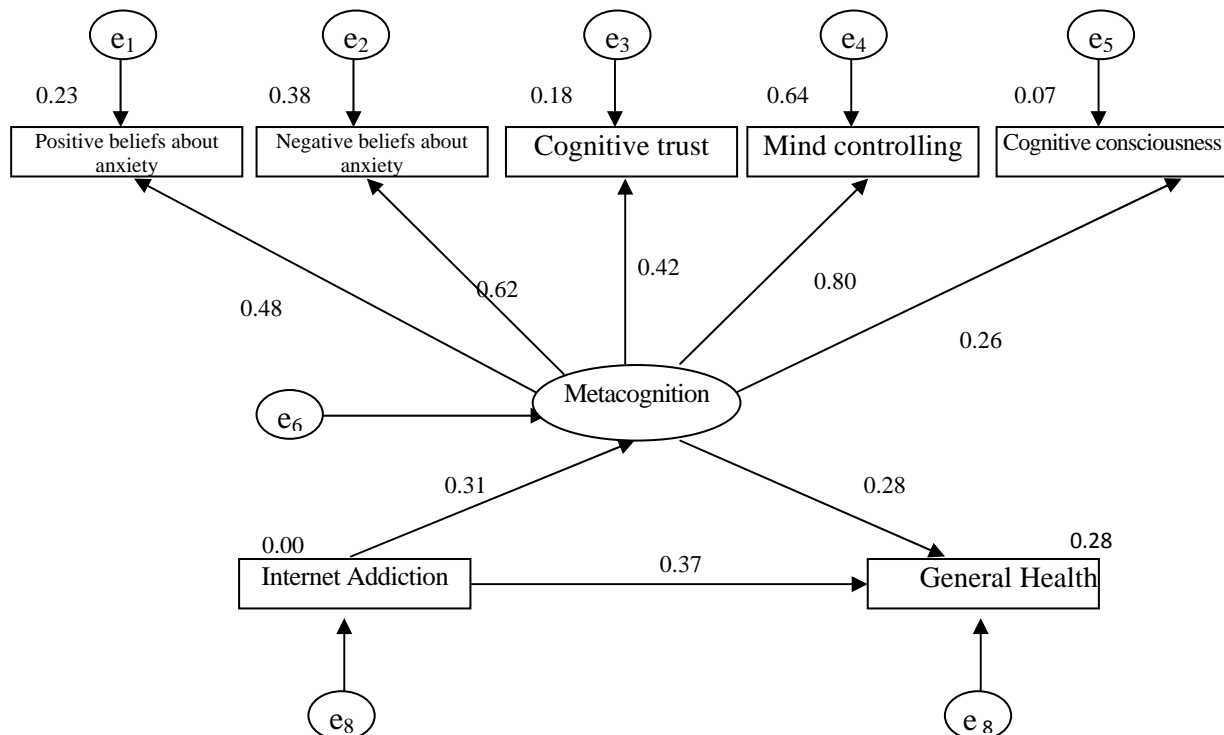 e1
e2
e3
e4
e5
0.23
0.38
0.18
0.64
0.07
Positive beliefs about
anxiety
Negative beliefs about
anxiety
Cognitive trust
Mind controlling
Cognitive consciousness
0.48
0.62
0.42
0.80
0.26
Metacognition
e6
0.31
0.28
0.00
0.28
Internet Addiction
0.37
General Health
e8
e8